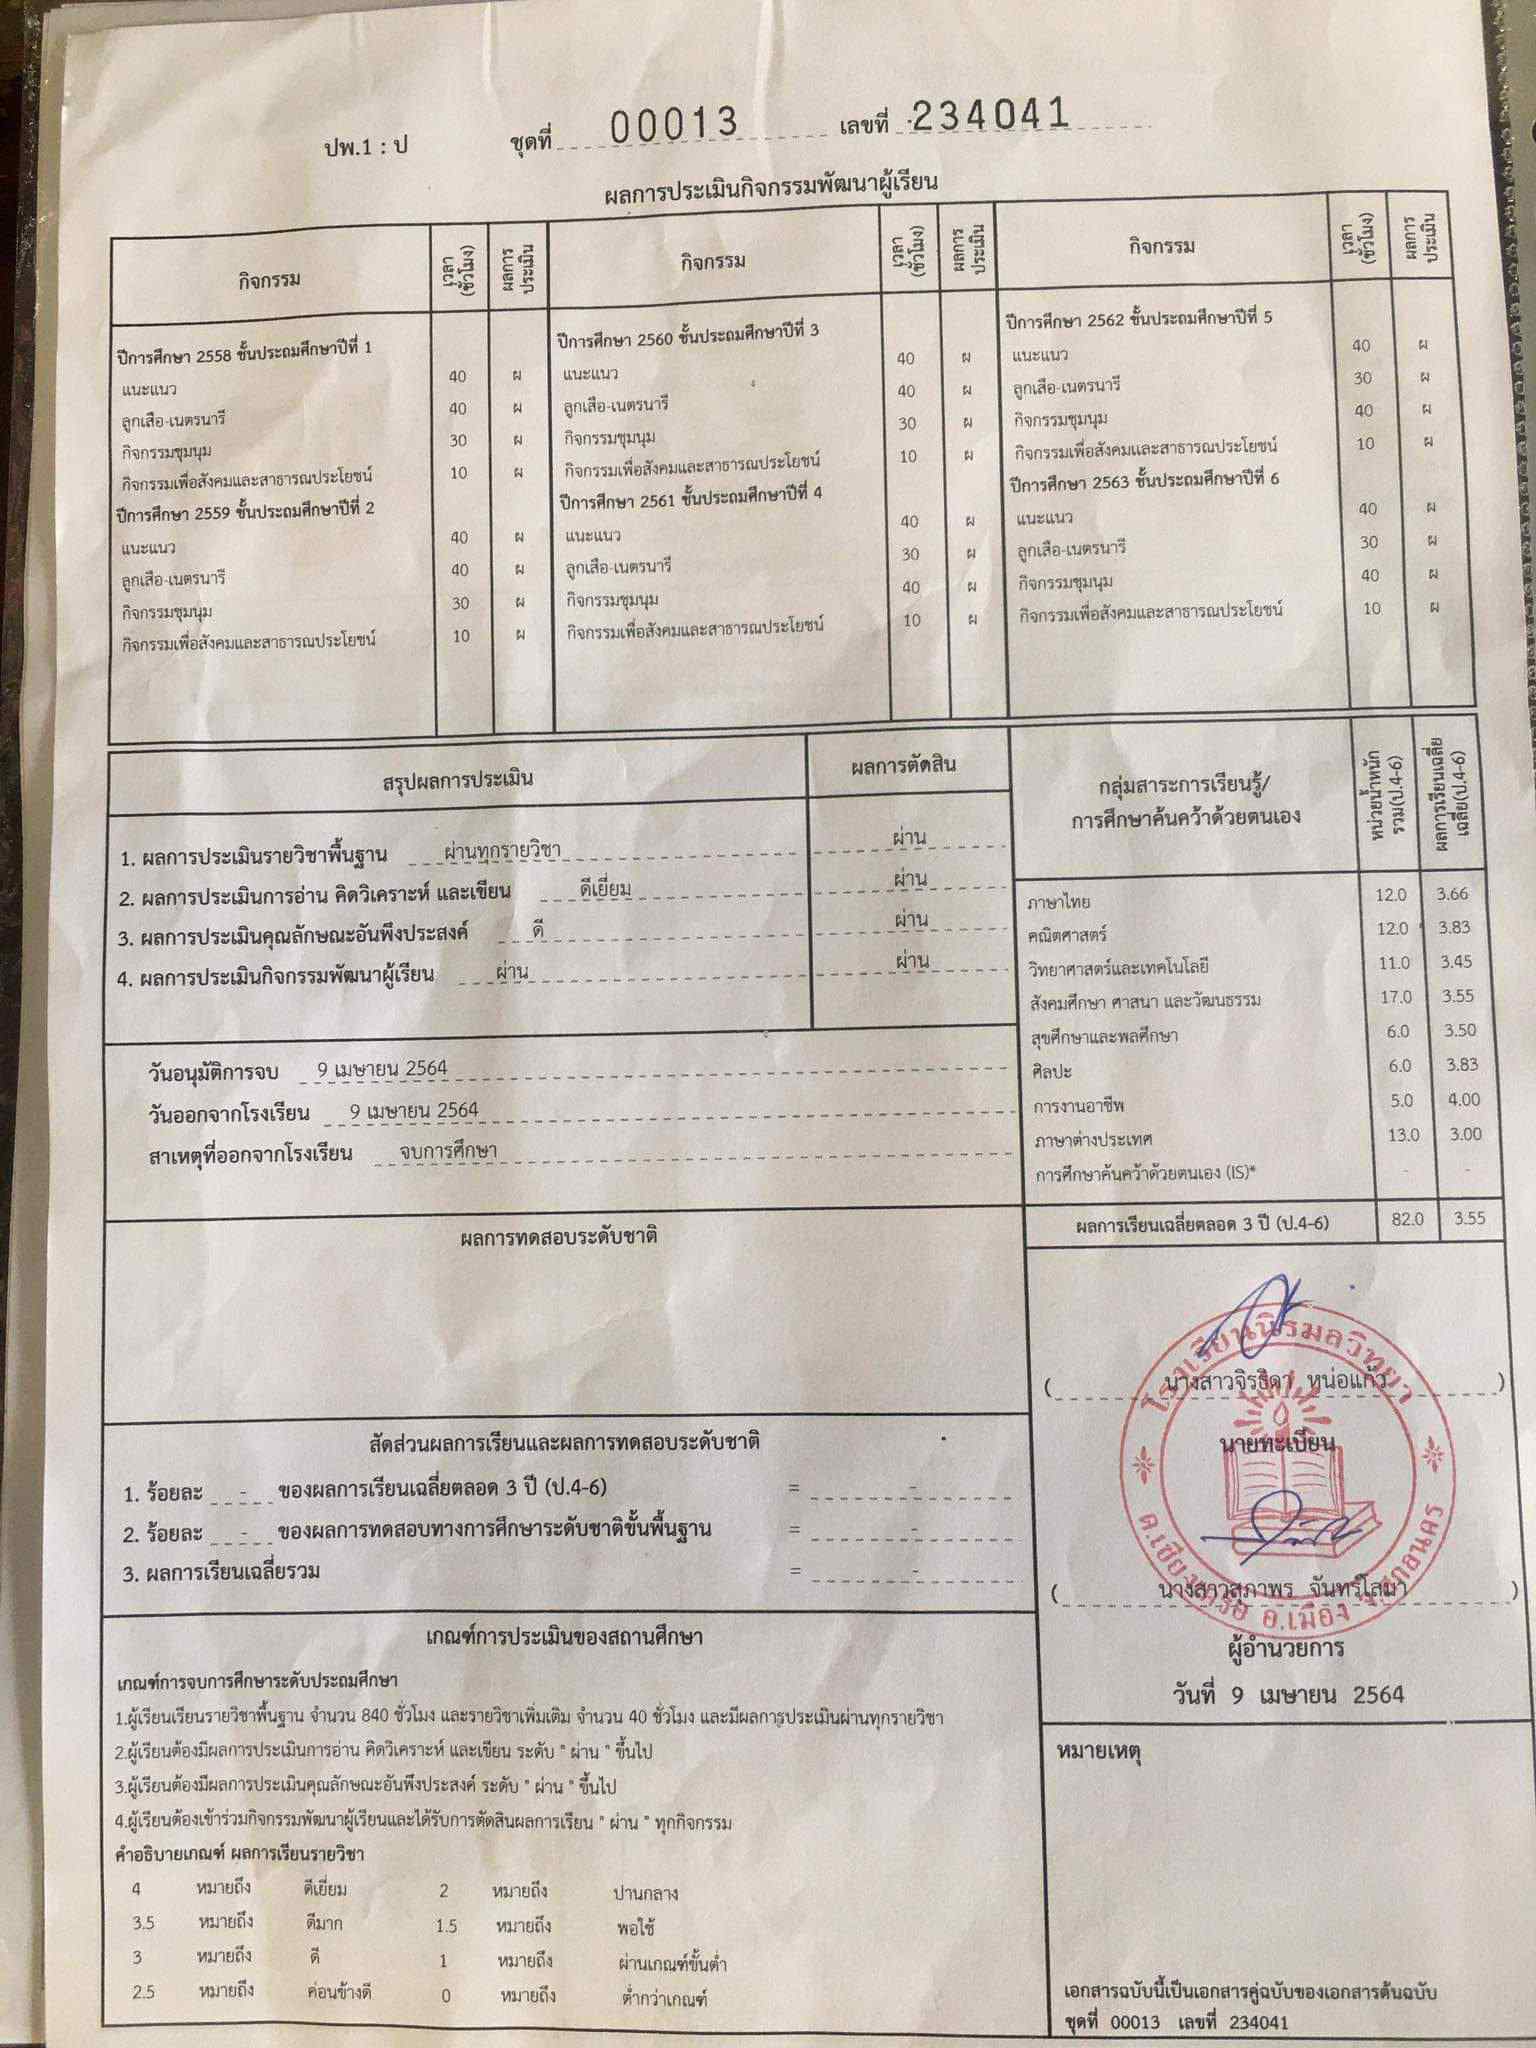 ปพ.1 : ป ชุดที่ 00013 เลขที่ 234041
ผลการประเมินกิจกรรมพัฒนาผู้เรียน
กิจกรรม เวลา (ชั่วโมง) ผลการประเมิน กิจกรรม เวลา (ชั่วโมง) ผลการประเมิน กิจกรรม เวลา (ชั่วโมง) ผลการประเมิน
ปีการศึกษา 2558 ชั้นประถมศึกษาปีที่ 1
แนะแนว 40 ผ
ลูกเสือ-เนตรนารี 40 ผ
กิจกรรมชุมนุม 30 ผ
กิจกรรมเพื่อสังคมและสาธารณประโยชน์ 10 ผ
ปีการศึกษา 2559 ชั้นประถมศึกษาปีที่ 2
แนะแนว 40 ผ
ลูกเสือ-เนตรนารี 40 ผ
กิจกรรมชุมนุม 30 ผ
กิจกรรมเพื่อสังคมและสาธารณประโยชน์ 10 ผ
ปีการศึกษา 2560 ชั้นประถมศึกษาปีที่ 3
แนะแนว 40 ผ
ลูกเสือ-เนตรนารี 40 ผ
กิจกรรมชุมนุม 30 ผ
กิจกรรมเพื่อสังคมและสาธารณประโยชน์ 10 ผ
ปีการศึกษา 2561 ชั้นประถมศึกษาปีที่ 4
แนะแนว 40 ผ
ลูกเสือ-เนตรนารี 30 ผ
กิจกรรมชุมนุม 40 ผ
กิจกรรมเพื่อสังคมและสาธารณประโยชน์ 10 ผ
ปีการศึกษา 2562 ชั้นประถมศึกษาปีที่ 5
แนะแนว 40 ผ
ลูกเสือ-เนตรนารี 30 ผ
กิจกรรมชุมนุม 40 ผ
กิจกรรมเพื่อสังคมและสาธารณประโยชน์ 10 ผ
ปีการศึกษา 2563 ชั้นประถมศึกษาปีที่ 6
แนะแนว 40 ผ
ลูกเสือ-เนตรนารี 30 ผ
กิจกรรมชุมนุม 40 ผ
กิจกรรมเพื่อสังคมและสาธารณประโยชน์ 10 ผ
สรุปผลการประเมิน ผลการตัดสิน
1. ผลการประเมินรายวิชาพื้นฐาน ผ่านทุกรายวิชา ผ่าน
2. ผลการประเมินการอ่าน คิดวิเคราะห์ และเขียน ดีเยี่ยม ผ่าน
3. ผลการประเมินคุณลักษณะอันพึงประสงค์ ดี ผ่าน
4. ผลการประเมินกิจกรรมพัฒนาผู้เรียน ผ่าน ผ่าน
วันอนุมัติการจบ 9 เมษายน 2564
วันออกจากโรงเรียน 9 เมษายน 2564
สาเหตุที่ออกจากโรงเรียน จบการศึกษา
ผลการทดสอบระดับชาติ
สัดส่วนผลการเรียนและผลการทดสอบระดับชาติ
1. ร้อยละ - ของผลการเรียนเฉลี่ยตลอด 3 ปี (ป.4-6) = -
2. ร้อยละ - ของผลการทดสอบทางการศึกษาระดับชาติขั้นพื้นฐาน = -
3. ผลการเรียนเฉลี่ยรวม = -
เกณฑ์การประเมินของสถานศึกษา
เกณฑ์การจบการศึกษาระดับประถมศึกษา
1.ผู้เรียนเรียนรายวิชาพื้นฐาน จำนวน 840 ชั่วโมง และรายวิชาเพิ่มเติม จำนวน 40 ชั่วโมง และมีผลการประเมินผ่านทุกรายวิชา
2.ผู้เรียนต้องมีผลการประเมินการอ่าน คิดวิเคราะห์ และเขียน ระดับ " ผ่าน " ขึ้นไป
3.ผู้เรียนต้องมีผลการประเมินคุณลักษณะอันพึงประสงค์ ระดับ " ผ่าน " ขึ้นไป
4.ผู้เรียนต้องเข้าร่วมกิจกรรมพัฒนาผู้เรียนและได้รับการตัดสินผลการเรียน " ผ่าน " ทุกกิจกรรม
คำอธิบายเกณฑ์ ผลการเรียนรายวิชา
4 หมายถึง ดีเยี่ยม 2 หมายถึง ปานกลาง
3.5 หมายถึง ดีมาก 1.5 หมายถึง พอใช้
3 หมายถึง ดี 1 หมายถึง ผ่านเกณฑ์ขั้นต่ำ
2.5 หมายถึง ค่อนข้างดี 0 หมายถึง ต่ำกว่าเกณฑ์
กลุ่มสาระการเรียนรู้/ การศึกษาค้นคว้าด้วยตนเอง หน่วยน้ำหนักรวม(ป.4-6) ผลการเรียนเฉลี่ยเฉลี่ย(ป.4-6)
ภาษาไทย 12.0 3.66
คณิตศาสตร์ 12.0 3.83
วิทยาศาสตร์และเทคโนโลยี 11.0 3.45
สังคมศึกษา ศาสนา และวัฒนธรรม 17.0 3.55
สุขศึกษาและพลศึกษา 6.0 3.50
ศิลปะ 6.0 3.83
การงานอาชีพ 5.0 4.00
ภาษาต่างประเทศ 13.0 3.00
การศึกษาค้นคว้าด้วยตนเอง (IS)* - -
ผลการเรียนเฉลี่ยตลอด 3 ปี (ป.4-6) 82.0 3.55
โรงเรียนนิรมลวิทยา
( นางสาวจิรธิดา หน่อแก้ว )
นายทะเบียน
( นางสาวสุภาพร จันทร์โสมา )
ต.เชียงเครือ อ.เมือง จ.สกลนคร
ผู้อำนวยการ
วันที่ 9 เมษายน 2564
หมายเหตุ
เอกสารฉบับนี้เป็นเอกสารคู่ฉบับของเอกสารต้นฉบับ
ชุดที่ 00013 เลขที่ 234041